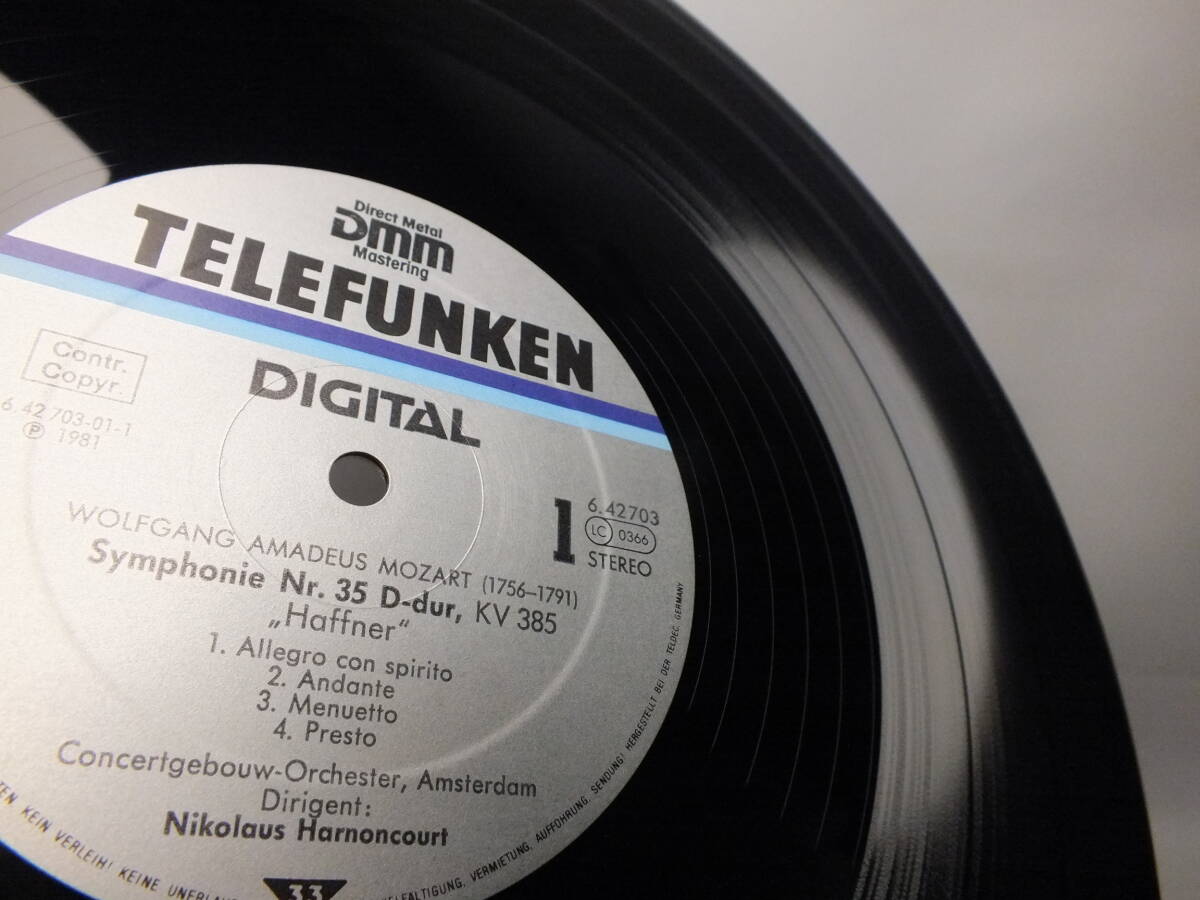 Direct Metal
DMM
Mastering
TELEFUNKEN
DIGITAL
Contr.
Copyr.
6.42 703-01-1
Ⓟ 1981
1
6.42703
LC 0366
STEREO
WOLFGANG AMADEUS MOZART (1756–1791)
Symphonie Nr. 35 D-dur, KV 385
„Haffner“
1. Allegro con spirito
2. Andante
3. Menuetto
4. Presto
Concertgebouw-Orchester, Amsterdam
Dirigent:
Nikolaus Harnoncourt
KEIN VERLEIH! KEINE
VERMIETUNG, AUFFÜHRUNG, SENDUNG! HERGESTELLT BEI DER TELDEC, GERMANY
33